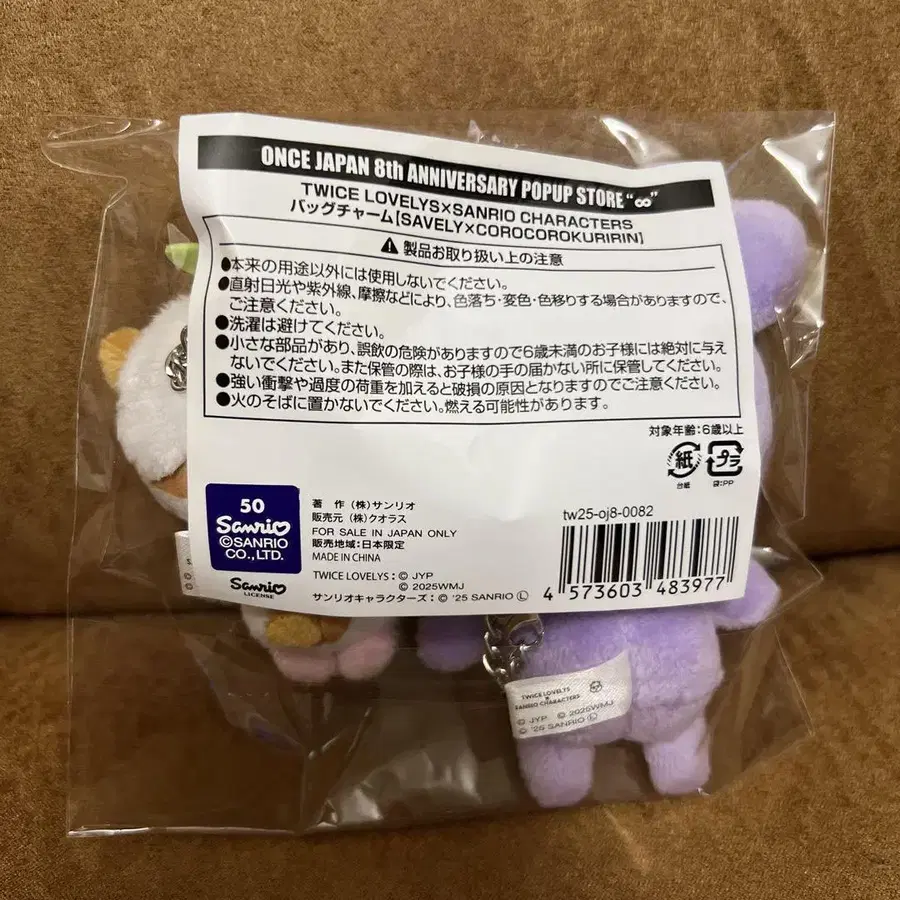 ONCE JAPAN 8th ANNIVERSARY POPUP STORE "∞"
TWICE LOVELYS×SANRIO CHARACTERS
バッグチャーム[SAVELY×COROCOROKURIRIN]
⚠製品お取り扱い上の注意
●本来の用途以外には使用しないでください。
●直射日光や紫外線、摩擦などにより、色落ち・変色・色移りする場合がありますので、
ご注意ください。
●洗濯は避けてください。
●小さな部品があり、誤飲の危険がありますので6歳未満のお子様には絶対に与え
ないでください。また保管の際は、お子様の手の届かない所に保管してください。
●強い衝撃や過度の荷重を加えると破損の原因となりますのでご注意ください。
●火のそばに置かないでください。燃える可能性があります。
対象年齢:6歳以上
紙
台紙
プラ
袋:PP
50
Sanrio
©SANRIO
CO.,LTD.
Sanrio
LICENSE
著 作 (株)サンリオ
販売元 (株)クオラス
FOR SALE IN JAPAN ONLY
販売地域:日本限定
MADE IN CHINA
TWICE LOVELYS:© JYP
© 2025WMJ
サンリオキャラクターズ:© '25 SANRIO Ⓛ
tw25-oj8-0082
4 573603 483977
TWICE LOVELYS
×
SANRIO CHARACTERS
© JYP © 2025WMJ
© '25 SANRIO Ⓛ